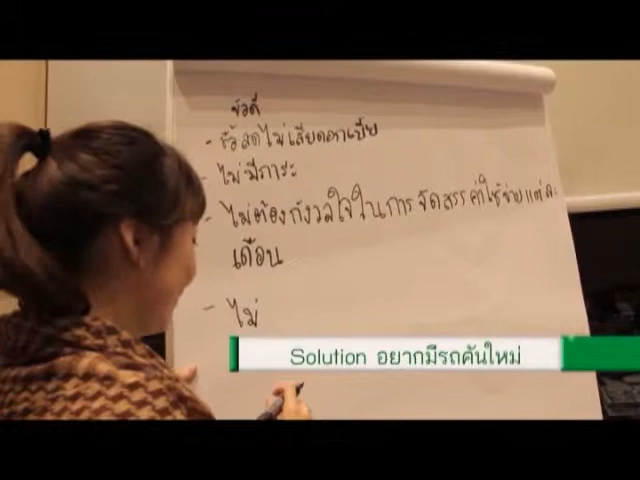 ข้อดี
- ซื้อสดไม่เสียดอกเบี้ย
- ไม่มีภาระ
- ไม่ต้องกังวลใจในการจัดสรรค่าใช้จ่ายแต่ละ
เดือน
- ไม่
Solution อยากมีรถคันใหม่